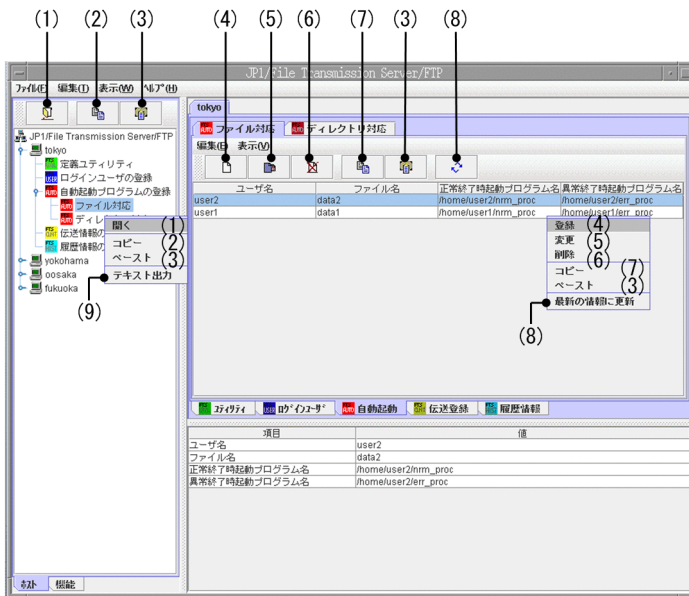 (1) (2) (3) (4) (5) (6) (7) (3) (8)
JP1/File Transmission Server/FTP
ファイル(F) 編集(I) 表示(W) ヘルプ(H)
tokyo
ファイル対応 ディレクトリ対応
編集(E) 表示(V)
JP1/File Transmission Server/FTP
tokyo
定義ユティリティ
ログインユーザの登録
自動起動プログラムの登録
ファイル対応
ディレ
伝送情報の
履歴情報の
yokohama
oosaka
fukuoka
開く (1)
コピー (2)
ペースト (3)
テキスト出力
(9)
ユーザ名 ファイル名 正常終了時起動プログラム名 異常終了時起動プログラム名
user2 data2 /home/user2/nrm_proc /home/user2/err_proc
user1 data1 /home/user1/nrm_proc /home/user1/err_proc
登録 (4)
変更 (5)
削除 (6)
コピー (7)
ペースト (3)
最新の情報に更新
(8)
ユティリティ ログインユーザ 自動起動 伝送登録 履歴情報
項目 値
ユーザ名 user2
ファイル名 data2
正常終了時起動プログラム名 /home/user2/nrm_proc
異常終了時起動プログラム名 /home/user2/err_proc
ホスト 機能